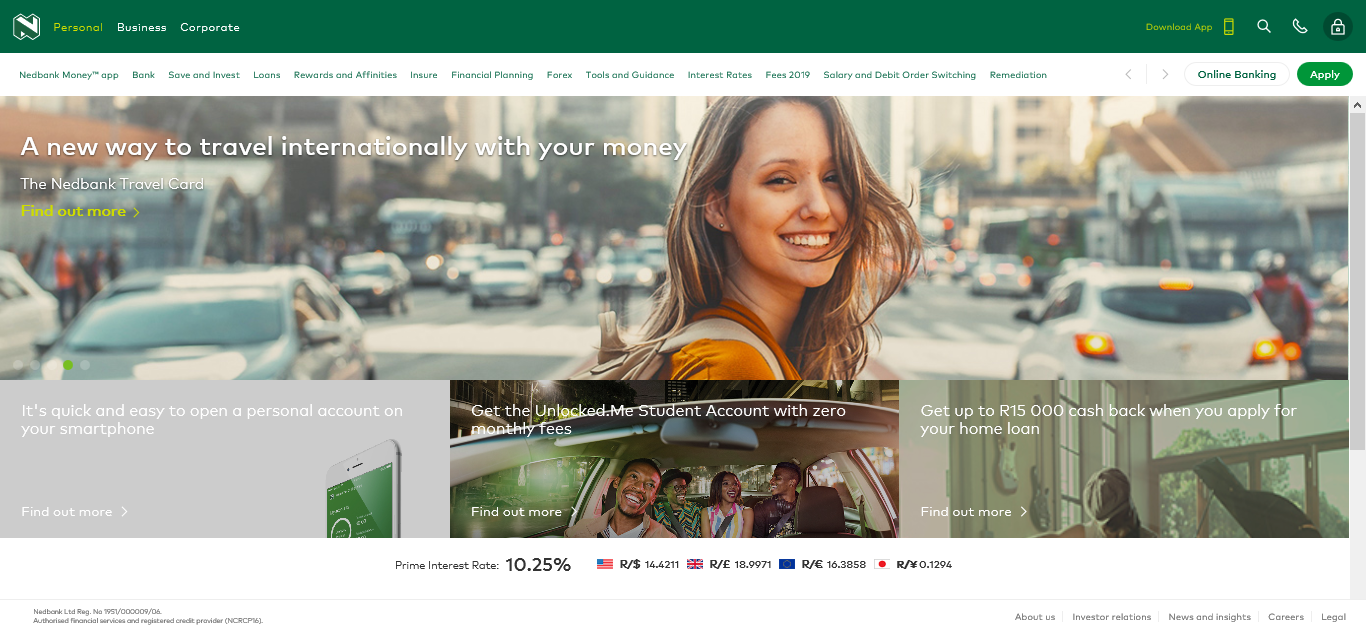 Personal Business Corporate
Download App
Nedbank Money™ app Bank Save and Invest Loans Rewards and Affinities Insure Financial Planning Forex Tools and Guidance Interest Rates Fees 2019 Salary and Debit Order Switching Remediation
Online Banking Apply
A new way to travel internationally with your money
The Nedbank Travel Card
Find out more
It's quick and easy to open a personal account on
your smartphone
Find out more
Get the Unlocked.Me Student Account with zero
monthly fees
Find out more
Get up to R15 000 cash back when you apply for
your home loan
Find out more
Prime Interest Rate: 10.25% R/$ 14.4211 R/£ 18.9971 R/€ 16.3858 R/¥ 0.1294
Nedbank Ltd Reg. No 1951/000009/06.
Authorised financial services and registered credit provider (NCRCP16).
About us Investor relations News and insights Careers Legal